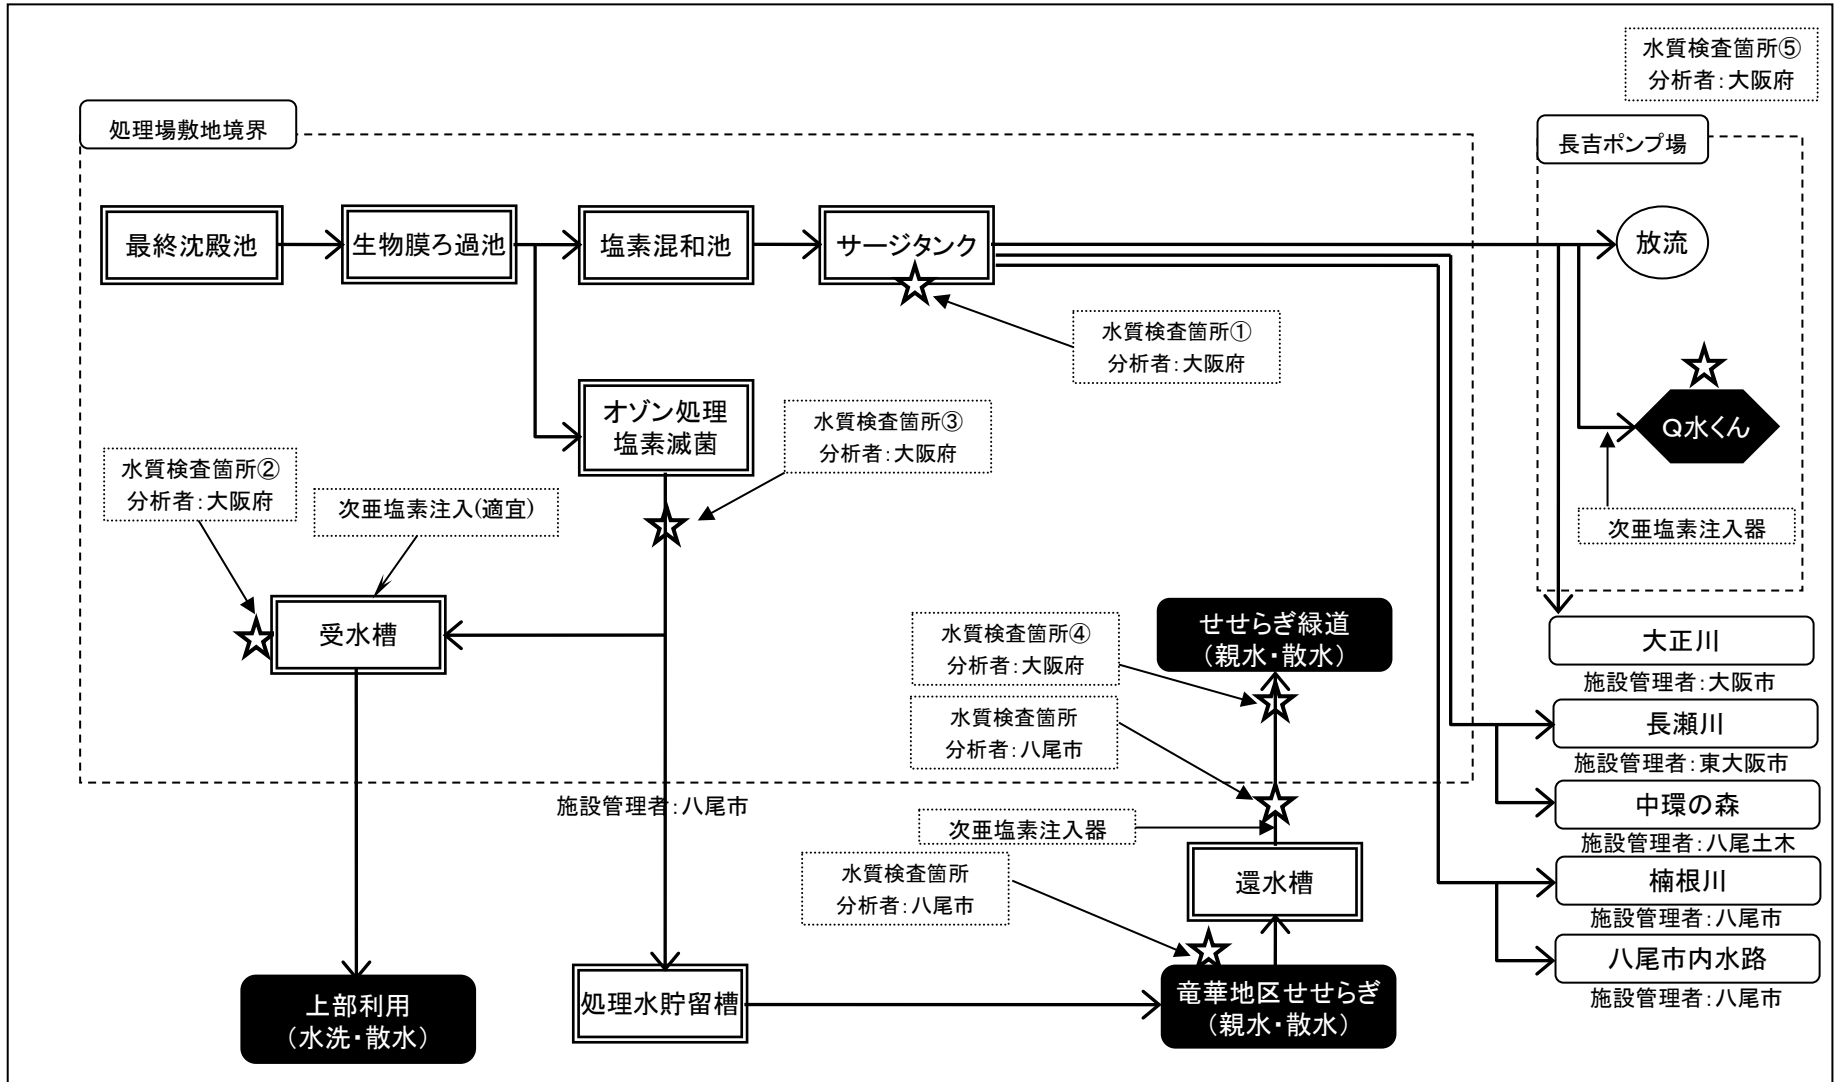 水質検査箇所⑤
分析者：大阪府
処理場敷地境界
長吉ポンプ場
最終沈殿池
生物膜ろ過池
塩素混和池
サージタンク
放流
水質検査箇所①
分析者：大阪府
オゾン処理
塩素滅菌
水質検査箇所③
分析者：大阪府
Q水くん
水質検査箇所②
分析者：大阪府
次亜塩素注入(適宜)
次亜塩素注入器
受水槽
水質検査箇所④
分析者：大阪府
せせらぎ緑道
（親水・散水）
大正川
施設管理者：大阪市
水質検査箇所
分析者：八尾市
長瀬川
施設管理者：東大阪市
施設管理者：八尾市
次亜塩素注入器
中環の森
施設管理者：八尾土木
水質検査箇所
分析者：八尾市
還水槽
楠根川
施設管理者：八尾市
八尾市内水路
施設管理者：八尾市
上部利用
（水洗・散水）
処理水貯留槽
竜華地区せせらぎ
（親水・散水）